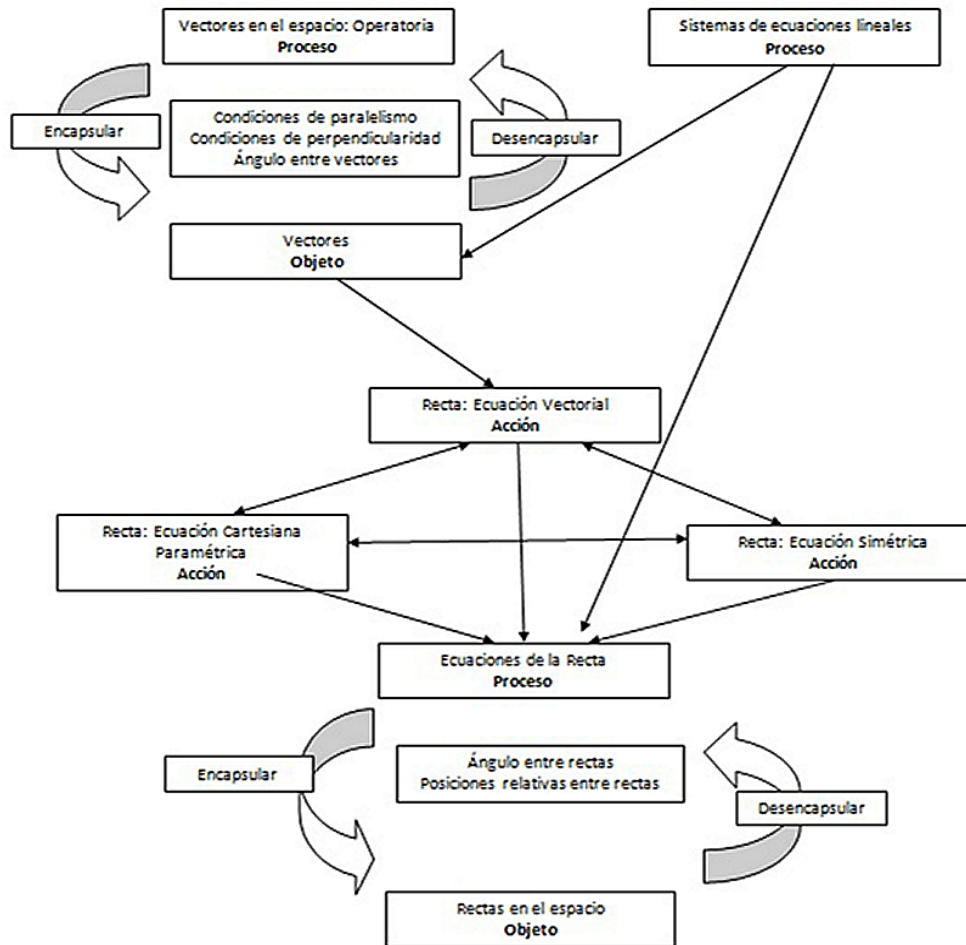 Vectores en el espacio: Operatoria
Proceso
Sistemas de ecuaciones lineales
Proceso
Encapsular
Condiciones de paralelismo
Condiciones de perpendicularidad
Ángulo entre vectores
Desencapsular
Vectores
Objeto
Recta: Ecuación Vectorial
Acción
Recta: Ecuación Cartesiana
Paramétrica
Acción
Recta: Ecuación Simétrica
Acción
Ecuaciones de la Recta
Proceso
Encapsular
Ángulo entre rectas
Posiciones relativas entre rectas
Desencapsular
Rectas en el espacio
Objeto